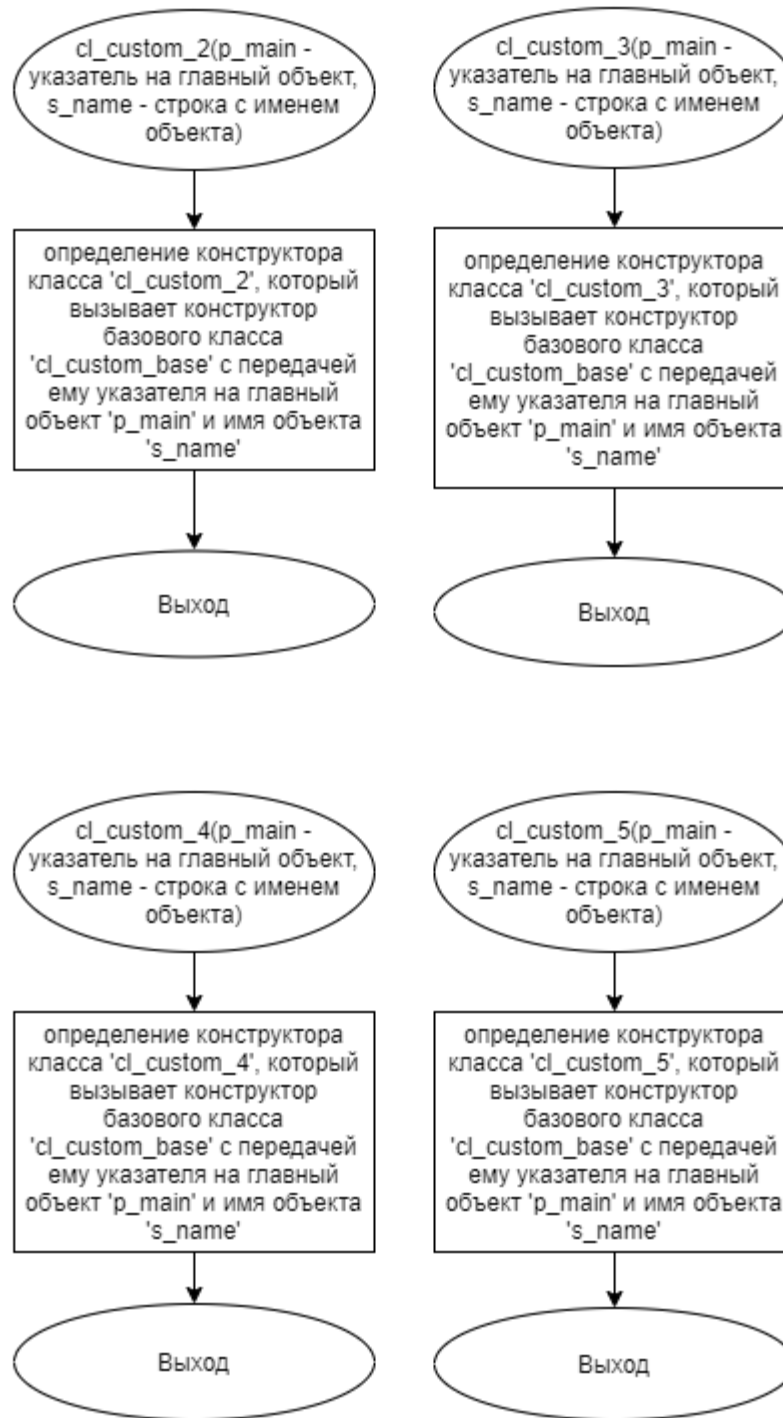 cl_custom_2(p_main -
указатель на главный объект,
s_name - строка с именем
объекта)
определение конструктора
класса 'cl_custom_2', который
вызывает конструктор
базового класса
'cl_custom_base' с передачей
ему указателя на главный
объект 'p_main' и имя объекта
's_name'
Выход
cl_custom_3(p_main -
указатель на главный объект,
s_name - строка с именем
объекта)
определение конструктора
класса 'cl_custom_3', который
вызывает конструктор
базового класса
'cl_custom_base' с передачей
ему указателя на главный
объект 'p_main' и имя объекта
's_name'
Выход
cl_custom_4(p_main -
указатель на главный объект,
s_name - строка с именем
объекта)
определение конструктора
класса 'cl_custom_4', который
вызывает конструктор
базового класса
'cl_custom_base' с передачей
ему указателя на главный
объект 'p_main' и имя объекта
's_name'
Выход
cl_custom_5(p_main -
указатель на главный объект,
s_name - строка с именем
объекта)
определение конструктора
класса 'cl_custom_5', который
вызывает конструктор
базового класса
'cl_custom_base' с передачей
ему указателя на главный
объект 'p_main' и имя объекта
's_name'
Выход